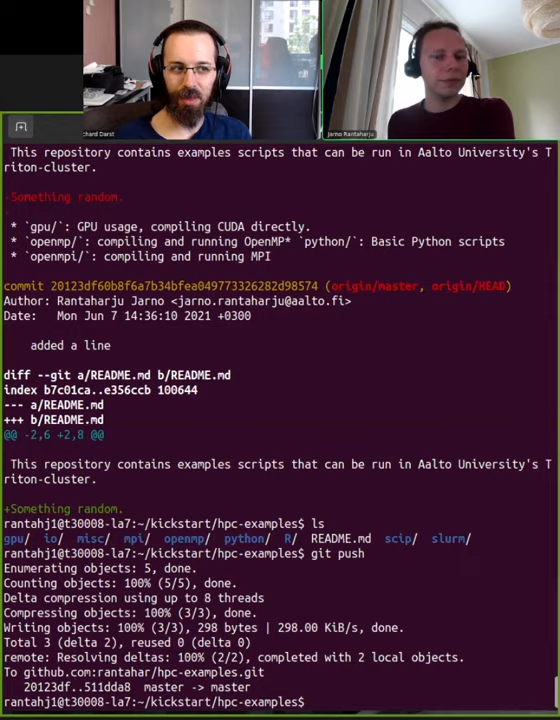 chard Darst
Jarno Rantaharju
This repository contains examples scripts that can be run in Aalto University's T
riton-cluster.
-Something random.
-
* `gpu/`: GPU usage, compiling CUDA directly.
* `openmp/`: compiling and running OpenMP* `python/`: Basic Python scripts
* `openmpi/`: compiling and running MPI
commit 20123df60b8f6a7b34bfea049773326282d98574 (origin/master, origin/HEAD)
Author: Rantaharju Jarno <jarno.rantaharju@aalto.fi>
Date:   Mon Jun 7 14:36:10 2021 +0300
added a line
diff --git a/README.md b/README.md
index b7c01ca..e356ccb 100644
--- a/README.md
+++ b/README.md
@@ -2,6 +2,8 @@
This repository contains examples scripts that can be run in Aalto University's T
riton-cluster.
+Something random.
rantahj1@t30008-la7:~/kickstart/hpc-examples$ ls
gpu/  io/  misc/  mpi/  openmp/  python/  R/  README.md  scip/  slurm/
rantahj1@t30008-la7:~/kickstart/hpc-examples$ git push
Enumerating objects: 5, done.
Counting objects: 100% (5/5), done.
Delta compression using up to 8 threads
Compressing objects: 100% (3/3), done.
Writing objects: 100% (3/3), 298 bytes | 298.00 KiB/s, done.
Total 3 (delta 2), reused 0 (delta 0)
remote: Resolving deltas: 100% (2/2), completed with 2 local objects.
To github.com:rantahar/hpc-examples.git
20123df..511dda8  master -> master
rantahj1@t30008-la7:~/kickstart/hpc-examples$